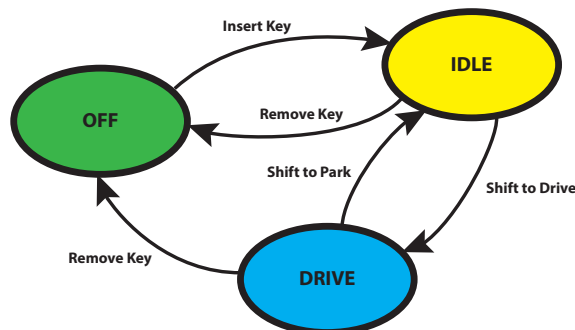 Insert Key
IDLE
OFF
Remove Key
Shift to Park
Shift to Drive
Remove Key
DRIVE